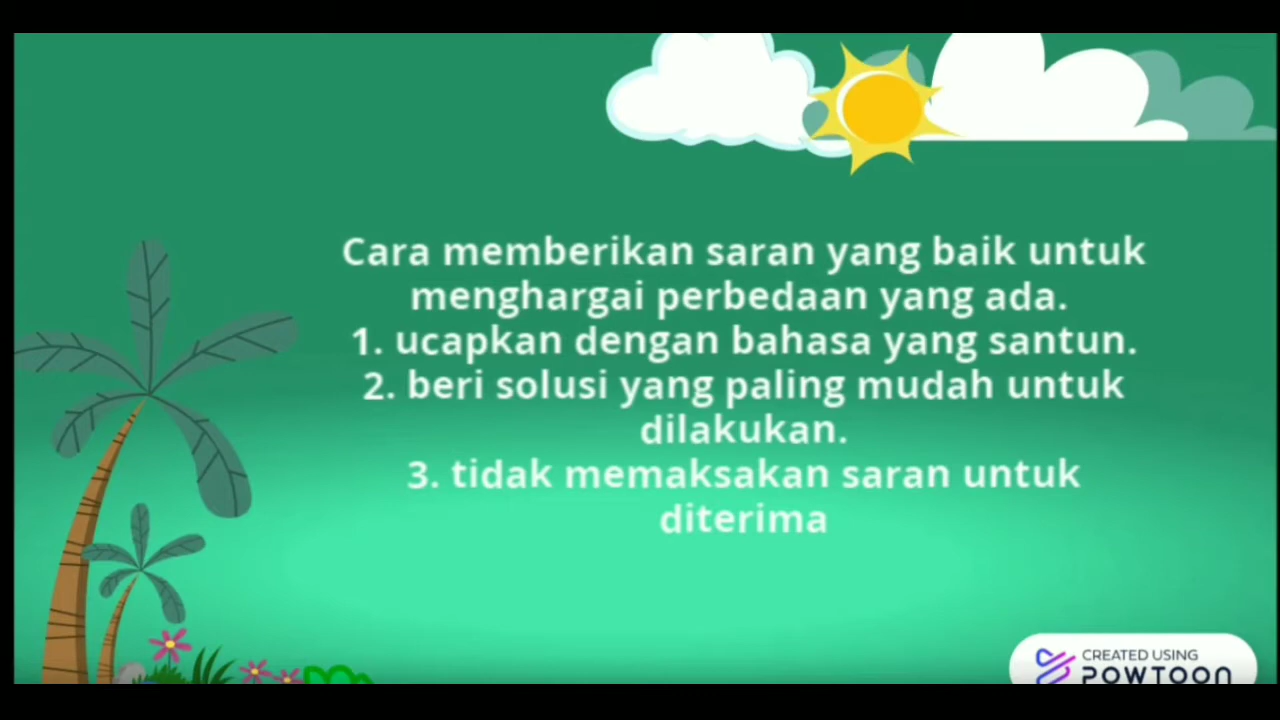 Cara memberikan saran yang baik untuk
menghargai perbedaan yang ada.
1. ucapkan dengan bahasa yang santun.
2. beri solusi yang paling mudah untuk
dilakukan.
3. tidak memaksakan saran untuk
diterima
CREATED USING
POWTOON